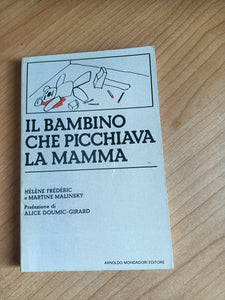 IL BAMBINO
CHE PICCHIAVA
LA MAMMA
HÉLÈNE FRÉDÉRIC
e MARTINE MALINSKY
Prefazione di
ALICE DOUMIC-GIRARD
ARNOLDO MONDADORI EDITORE